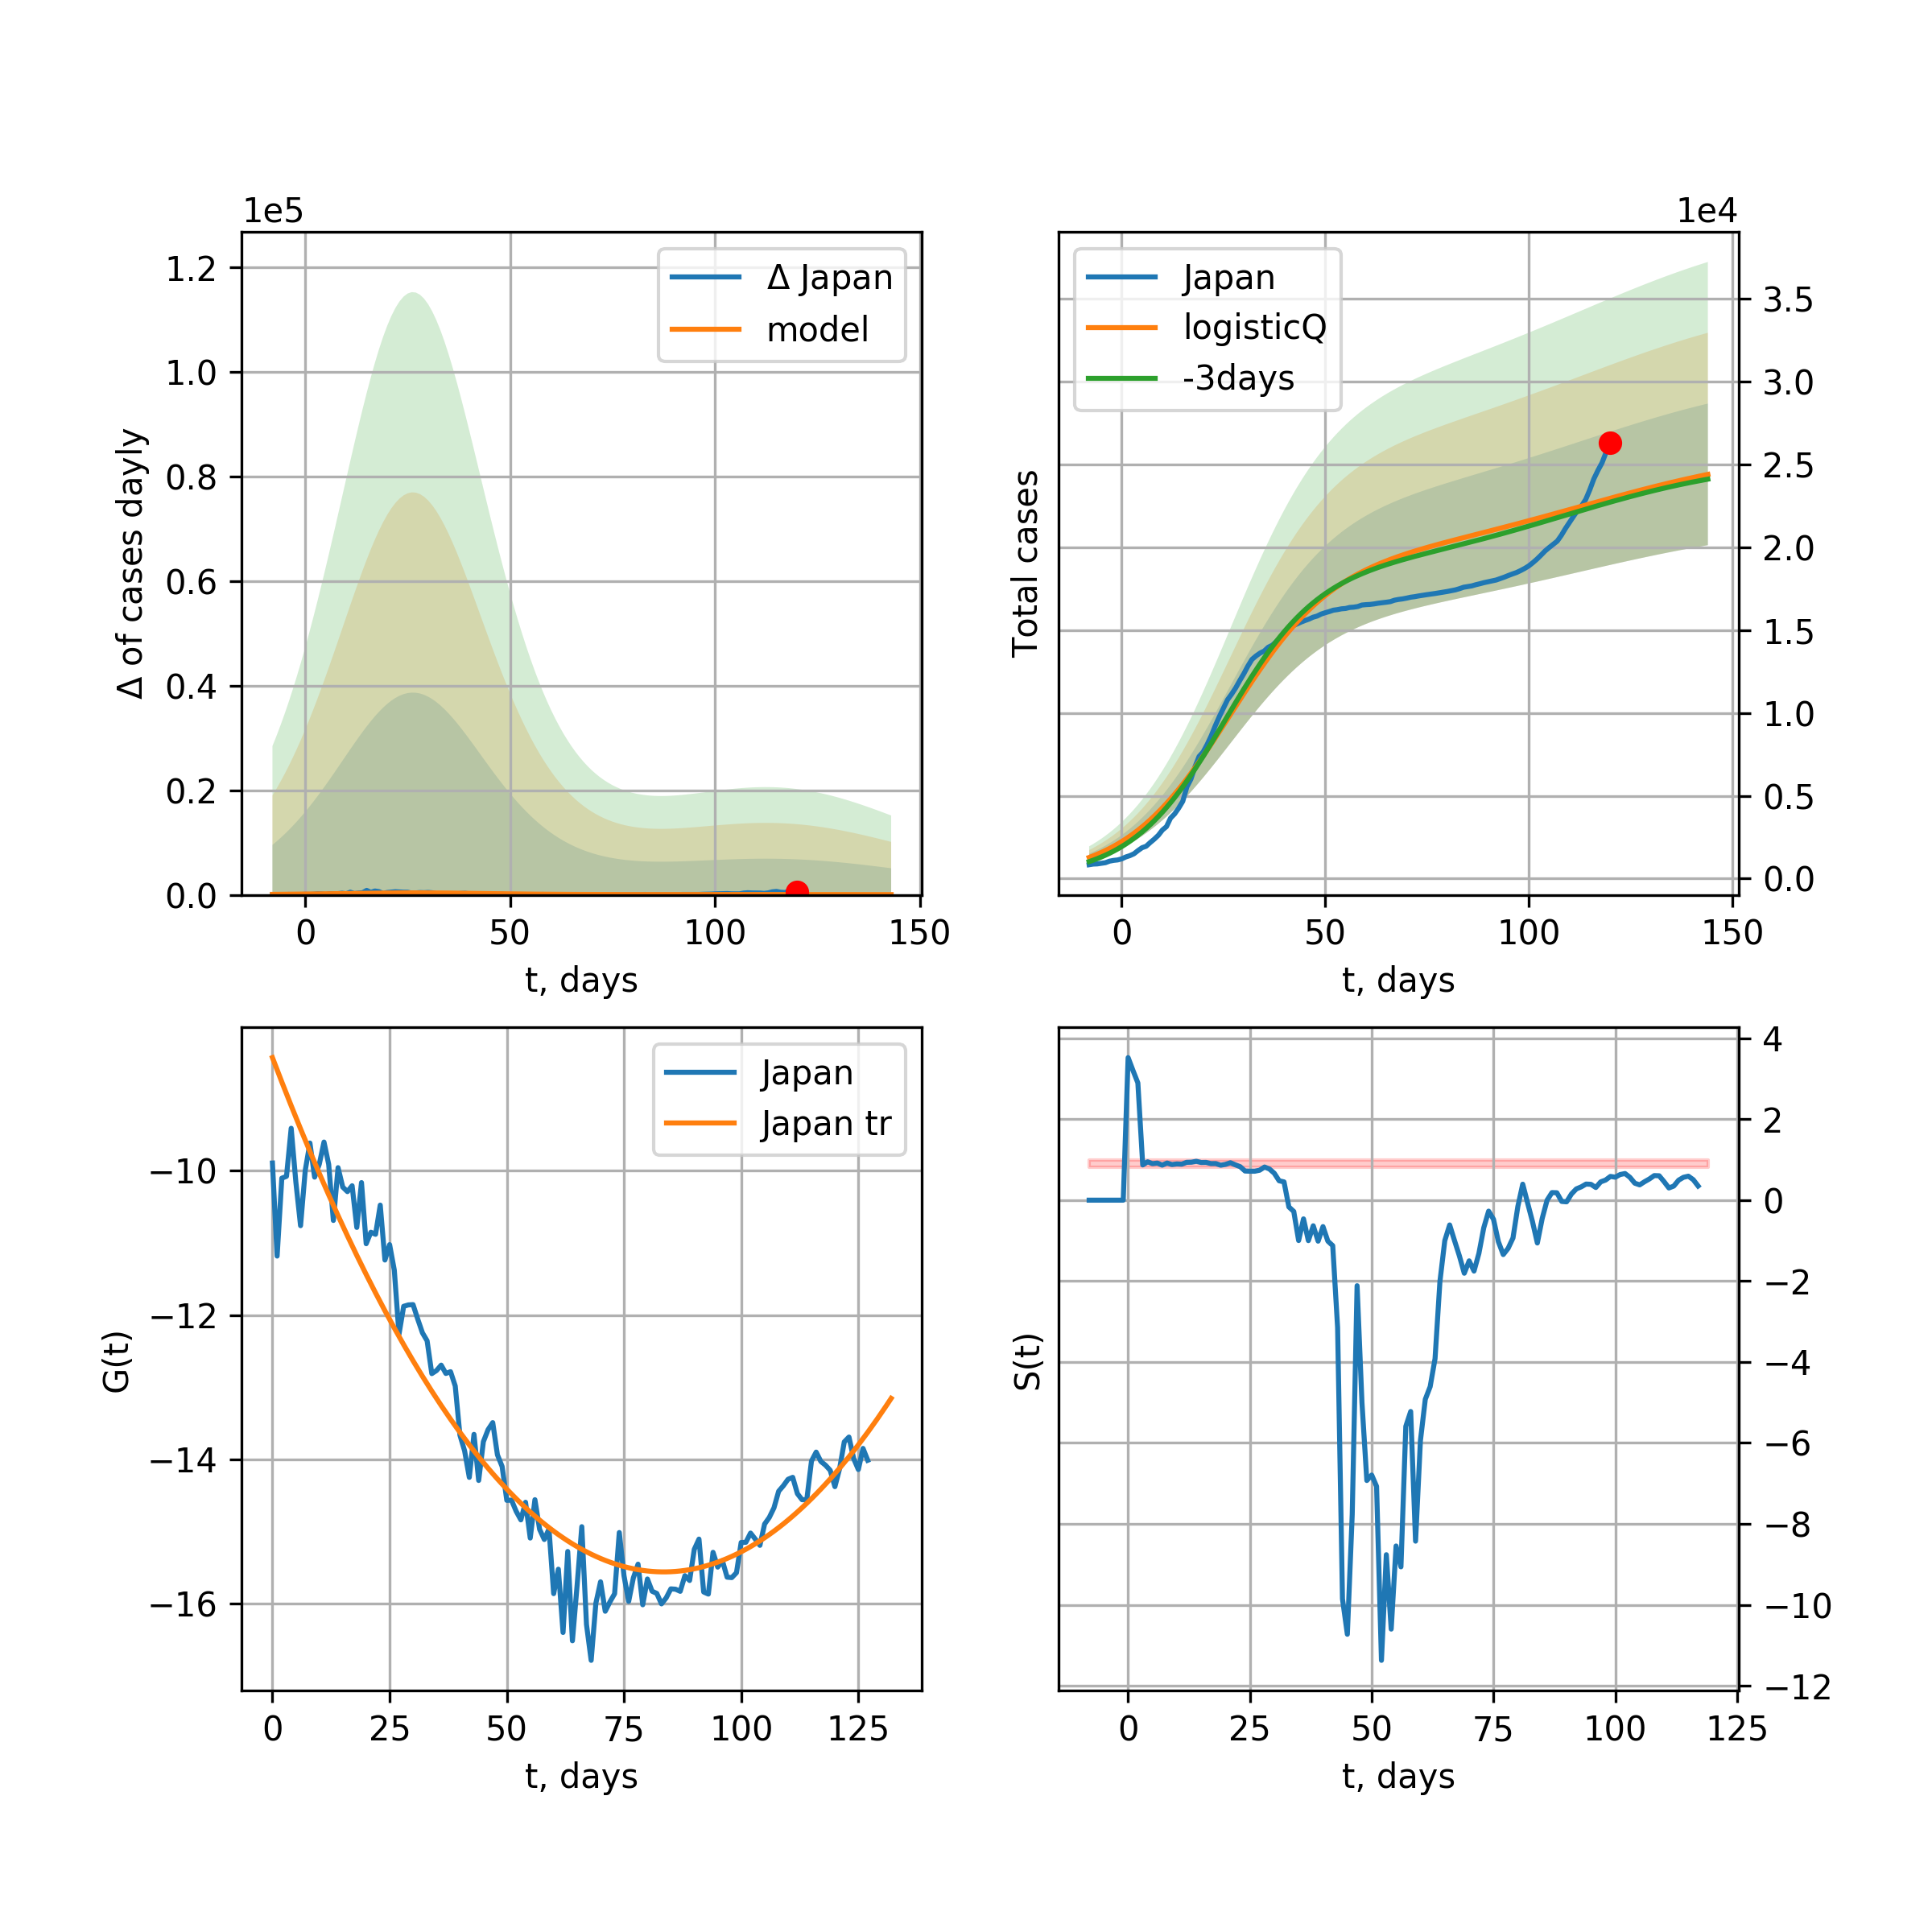 1e5
Δ of cases dayly
1.2
1.0
0.8
0.6
0.4
0.2
0.0
0 50 100 150
t, days
Δ Japan
model
1e4
Total cases
Japan
logisticQ
-3days
3.5
3.0
2.5
2.0
1.5
1.0
0.5
0.0
0 50 100 150
t, days
G(t)
−10
−12
−14
−16
0 25 50 75 100 125
t, days
Japan
Japan tr
S(t)
4
2
0
−2
−4
−6
−8
−10
−12
0 25 50 75 100 125
t, days